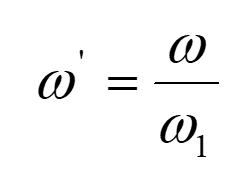 ω' = ω / ω₁